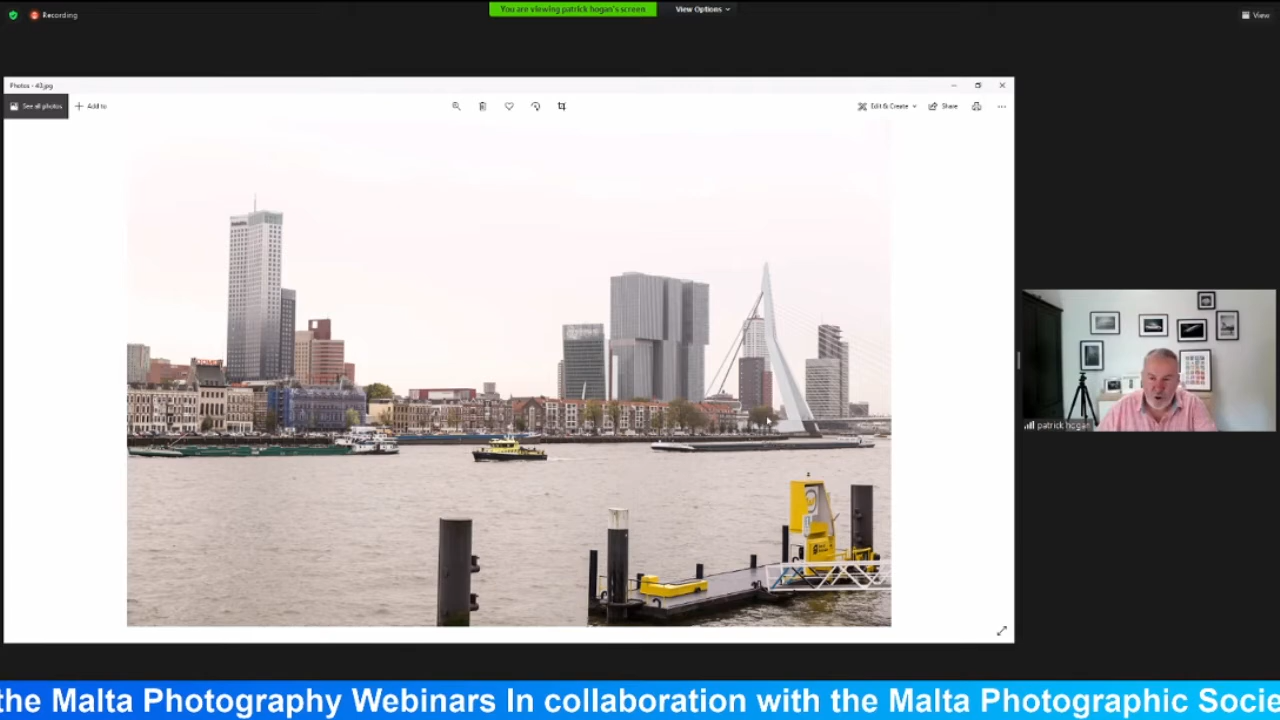 Recording
You are viewing patrick hogan's screen
View Options
View
Photos - 43.jpg
See all photos
Add to
Edit & Create
Share
patrick hogan
the Malta Photography Webinars In collaboration with the Malta Photographic Socie